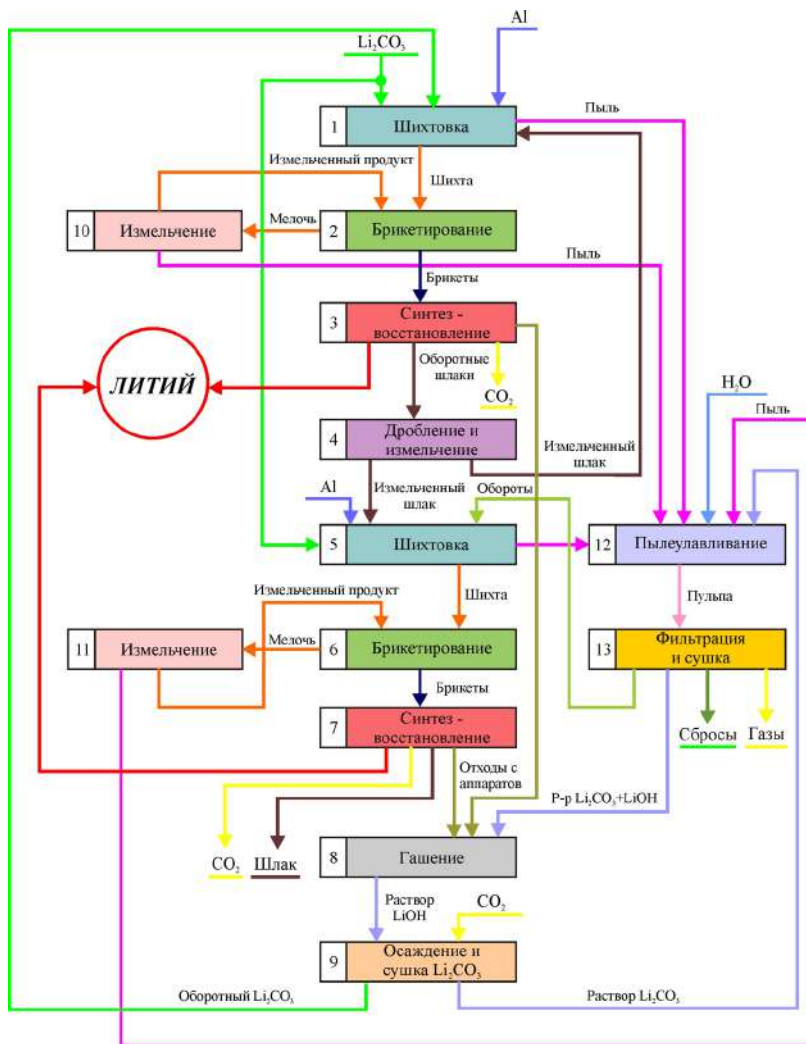 Al
Li₂CO₃
Пыль
1
Шихтовка
Измельченный продукт
Шихта
10
Измельчение
Мелочь
2
Брикетирование
Пыль
Брикеты
3
Синтез -
восстановление
Оборотные
шлаки
CO₂
ЛИТИЙ
H₂O
Пыль
4
Дробление и
измельчение
Измельченный
шлак
Al
Измельченный
шлак
Обороты
5
Шихтовка
12
Пылеулавливание
Шихта
Пульпа
Измельченный продукт
11
Измельчение
Мелочь
6
Брикетирование
13
Фильтрация
и сушка
Брикеты
7
Синтез -
восстановление
Сбросы
Газы
Отходы с
аппаратов
Р-р Li₂CO₃+LiOH
CO₂
Шлак
8
Гашение
Раствор
LiOH
CO₂
9
Осаждение и
сушка Li₂CO₃
Оборотный Li₂CO₃
Раствор Li₂CO₃